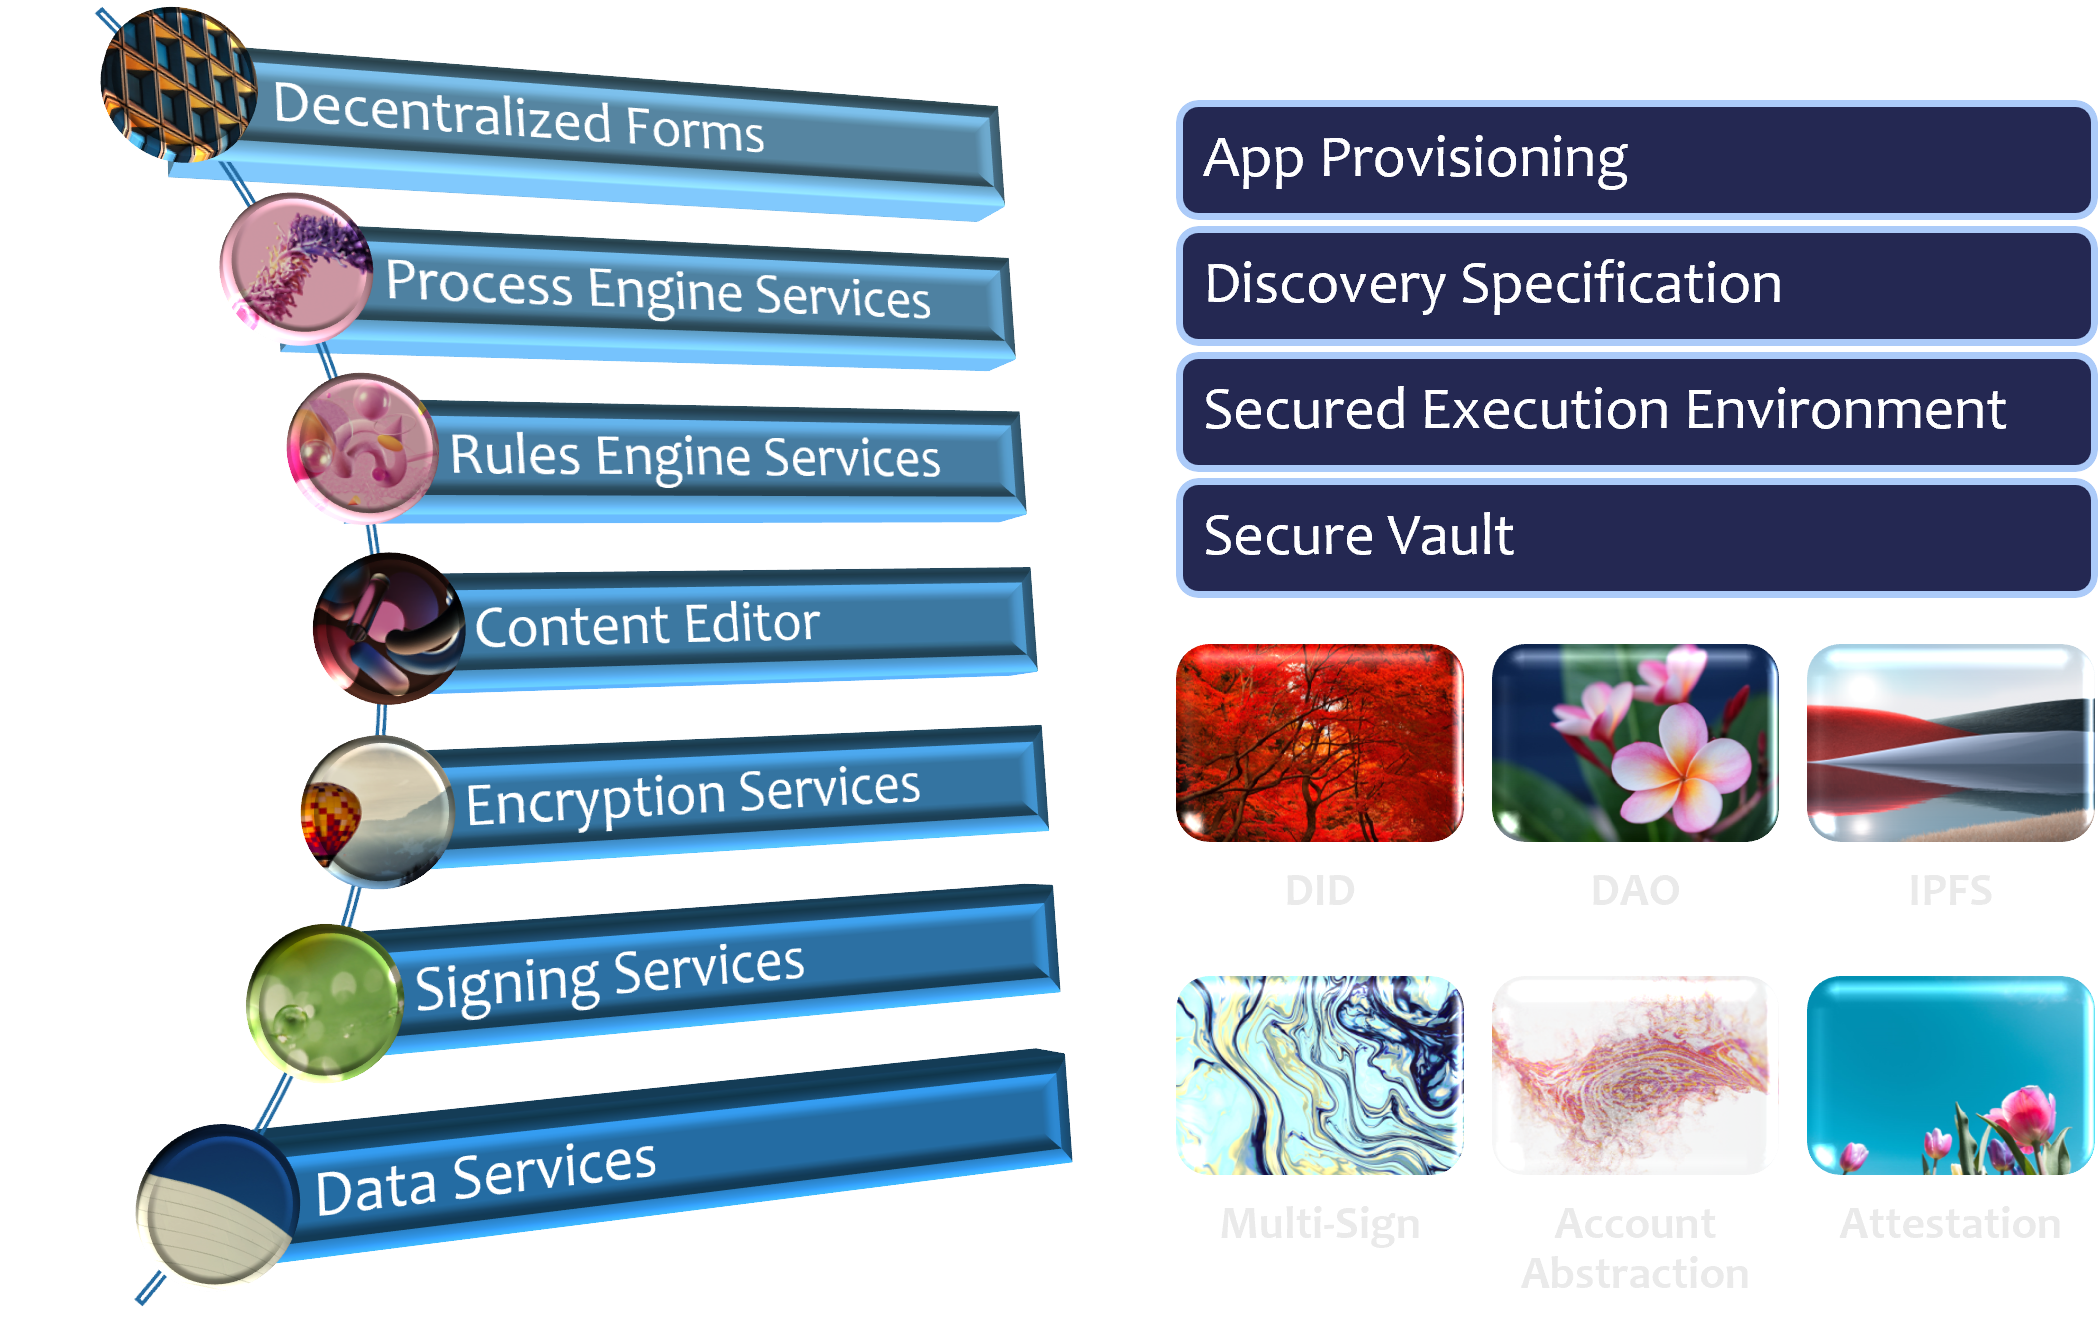 Decentralized Forms
Process Engine Services
Rules Engine Services
Content Editor
Encryption Services
Signing Services
Data Services
App Provisioning
Discovery Specification
Secured Execution Environment
Secure Vault
DID
DAO
IPFS
Multi-Sign
Account
Abstraction
Attestation